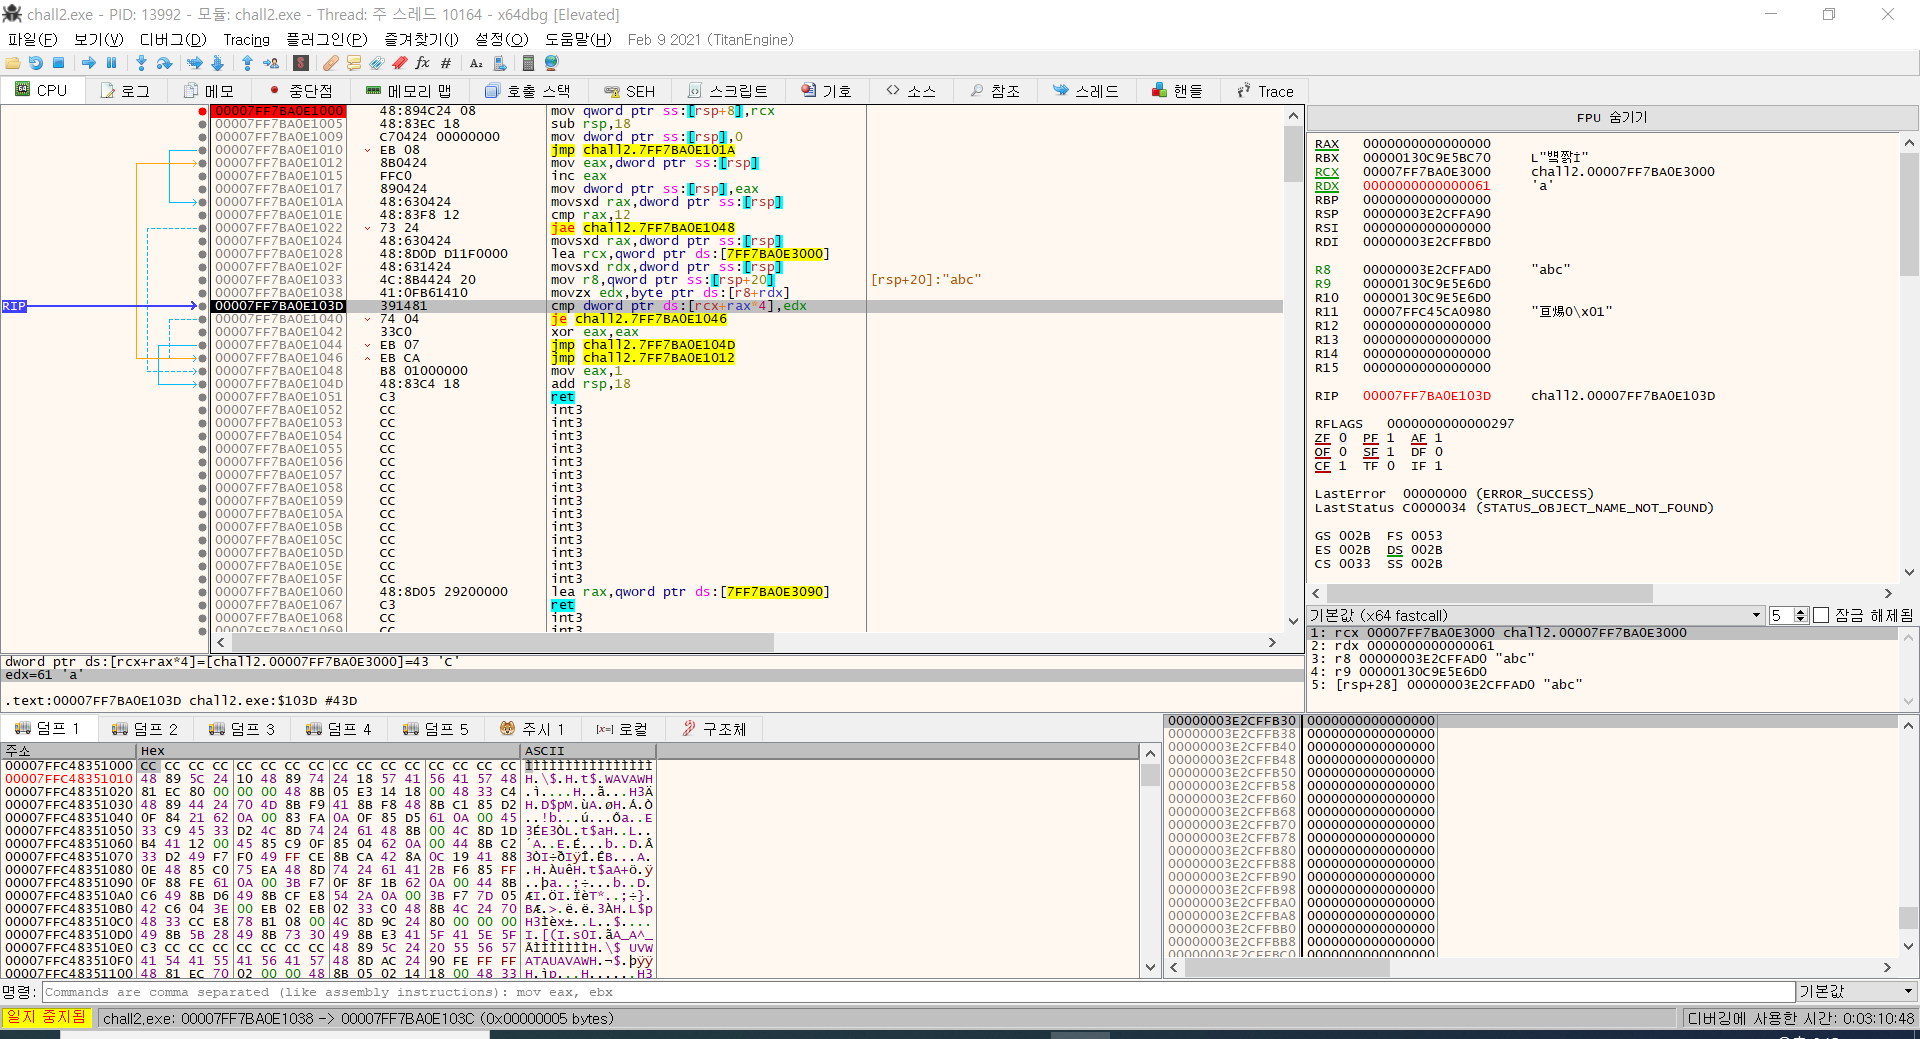 chall2.exe - PID: 13992 - 모듈: chall2.exe - Thread: 주 스레드 10164 - x64dbg [Elevated]
파일(F) 보기(V) 디버그(D) Tracing 플러그인(P) 즐겨찾기(I) 설정(O) 도움말(H) Feb 9 2021 (TitanEngine)
CPU 로그 메모 중단점 메모리 맵 호출 스택 SEH 스크립트 기호 소스 참조 스레드 핸들 Trace
00007FF7BA0E1000 48:894C24 08 mov qword ptr ss:[rsp+8],rcx
00007FF7BA0E1005 48:83EC 18 sub rsp,18
00007FF7BA0E1009 C70424 00000000 mov dword ptr ss:[rsp],0
00007FF7BA0E1010 EB 08 jmp chall2.7FF7BA0E101A
00007FF7BA0E1012 8B0424 mov eax,dword ptr ss:[rsp]
00007FF7BA0E1015 FFC0 inc eax
00007FF7BA0E1017 890424 mov dword ptr ss:[rsp],eax
00007FF7BA0E101A 48:630424 movsxd rax,dword ptr ss:[rsp]
00007FF7BA0E101E 48:83F8 12 cmp rax,12
00007FF7BA0E1022 73 24 jae chall2.7FF7BA0E1048
00007FF7BA0E1024 48:630424 movsxd rax,dword ptr ss:[rsp]
00007FF7BA0E1028 48:8D0D D11F0000 lea rcx,qword ptr ds:[7FF7BA0E3000]
00007FF7BA0E102F 48:631424 movsxd rdx,dword ptr ss:[rsp]
00007FF7BA0E1033 4C:8B4424 20 mov r8,qword ptr ss:[rsp+20] [rsp+20]:"abc"
00007FF7BA0E1038 41:0FB61410 movzx edx,byte ptr ds:[r8+rdx]
RIP 00007FF7BA0E103D 391481 cmp dword ptr ds:[rcx+rax*4],edx
00007FF7BA0E1040 74 04 je chall2.7FF7BA0E1046
00007FF7BA0E1042 33C0 xor eax,eax
00007FF7BA0E1044 EB 07 jmp chall2.7FF7BA0E104D
00007FF7BA0E1046 EB CA jmp chall2.7FF7BA0E1012
00007FF7BA0E1048 B8 01000000 mov eax,1
00007FF7BA0E104D 48:83C4 18 add rsp,18
00007FF7BA0E1051 C3 ret
00007FF7BA0E1052 CC int3
00007FF7BA0E1053 CC int3
00007FF7BA0E1054 CC int3
00007FF7BA0E1055 CC int3
00007FF7BA0E1056 CC int3
00007FF7BA0E1057 CC int3
00007FF7BA0E1058 CC int3
00007FF7BA0E1059 CC int3
00007FF7BA0E105A CC int3
00007FF7BA0E105B CC int3
00007FF7BA0E105C CC int3
00007FF7BA0E105D CC int3
00007FF7BA0E105E CC int3
00007FF7BA0E105F CC int3
00007FF7BA0E1060 48:8D05 29200000 lea rax,qword ptr ds:[7FF7BA0E3090]
00007FF7BA0E1067 C3 ret
00007FF7BA0E1068 CC int3
00007FF7BA0E1069 CC int3
FPU 숨기기
RAX 0000000000000000
RBX 00000130C9E5BC70
RCX 00007FF7BA0E3000 chall2.00007FF7BA0E3000
RDX 0000000000000061 'a'
RBP 0000000000000000
RSP 00000003E2CFFA90
RSI 0000000000000000
RDI 00000003E2CFFBD0
R8 00000003E2CFFAD0 "abc"
R9 00000130C9E5E6D0
R10 00000130C9E5E6D0
R11 00007FFC45CA0980
R12 0000000000000000
R13 0000000000000000
R14 0000000000000000
R15 0000000000000000
RIP 00007FF7BA0E103D chall2.00007FF7BA0E103D
RFLAGS 0000000000000297
ZF 0 PF 1 AF 1
OF 0 SF 1 DF 0
CF 1 TF 0 IF 1
LastError 00000000 (ERROR_SUCCESS)
LastStatus C0000034 (STATUS_OBJECT_NAME_NOT_FOUND)
GS 002B FS 0053
ES 002B DS 002B
CS 0033 SS 002B
기본값 (x64 fastcall) 5 잠금 해제됨
1: rcx 00007FF7BA0E3000 chall2.00007FF7BA0E3000
2: rdx 0000000000000061
3: r8 00000003E2CFFAD0 "abc"
4: r9 00000130C9E5E6D0
5: [rsp+28] 00000003E2CFFAD0 "abc"
dword ptr ds:[rcx+rax*4]=[chall2.00007FF7BA0E3000]=43 'C'
edx=61 'a'
.text:00007FF7BA0E103D chall2.exe:$103D #43D
덤프 1 덤프 2 덤프 3 덤프 4 덤프 5 주시 1 [x=] 로컬 구조체
주소 Hex ASCII
00007FFC48351000 CC CC CC CC CC CC CC CC CC CC CC CC CC CC CC CC ÌÌÌÌÌÌÌÌÌÌÌÌÌÌÌÌ
00007FFC48351010 48 89 5C 24 10 48 89 74 24 18 57 41 56 41 57 48 H.\$.H.t$.WAVAWH
00007FFC48351020 81 EC 80 00 00 00 48 8B 05 E3 14 18 00 48 33 C4 .ì....H..ã...H3Ä
00007FFC48351030 48 89 44 24 70 4D 8B F9 41 8B F8 48 8B C1 85 D2 H.D$pM.ùA.øH.Á.Ò
00007FFC48351040 0F 84 21 62 0A 00 83 FA 0A 0F 85 D5 61 0A 00 45 ..!b...ú...Õa..E
00007FFC48351050 33 C9 45 33 D2 4C 8D 74 24 61 48 8B 00 4C 8D 1D 3ÉE3ÒL.t$aH..L..
00007FFC48351060 B4 41 12 00 45 85 C9 0F 85 04 62 0A 00 44 8B C2 ´A..E.É...b..D.Â
00007FFC48351070 33 D2 49 F7 F0 49 FF CE 8B CA 42 8A 0C 19 41 88 3ÒI÷ðIÿÎ.ÊB...A.
00007FFC48351080 0E 48 85 C0 75 EA 48 8D 74 24 61 41 2B F6 85 FF .H.ÀuêH.t$aA+ö.ÿ
00007FFC48351090 0F 88 FE 61 0A 00 3B F7 0F 8F 1B 62 0A 00 44 8B ..þa..;÷...b..D.
00007FFC483510A0 C6 49 8B D6 49 8B CF E8 54 2A 0A 00 3B F7 7D 05 ÆI.ÖI.ÏèT*..;÷}.
00007FFC483510B0 42 C6 04 3E 00 EB 02 EB 02 33 C0 48 8B 4C 24 70 BÆ.>.ë.ë.3ÀH.L$p
00007FFC483510C0 48 33 CC E8 78 B1 08 00 4C 8D 9C 24 80 00 00 00 H3Ìèx±..L..$....
00007FFC483510D0 49 8B 5B 28 49 8B 73 30 49 8B E3 41 5F 41 5E 5F I.[(I.s0I.ãA_A^_
00007FFC483510E0 C3 CC CC CC CC CC CC CC 48 89 5C 24 20 55 56 57 ÃÌÌÌÌÌÌÌH.\$ UVW
00007FFC483510F0 41 54 41 55 41 56 41 57 48 8D AC 24 90 FE FF FF ATAUAVAWH.¬$.þÿÿ
00007FFC48351100 48 81 EC 70 02 00 00 48 8B 05 02 14 18 00 48 33 H.ìp...H......H3
00000003E2CFFB30 0000000000000000
00000003E2CFFB38 0000000000000000
00000003E2CFFB40 0000000000000000
00000003E2CFFB48 0000000000000000
00000003E2CFFB50 0000000000000000
00000003E2CFFB58 0000000000000000
00000003E2CFFB60 0000000000000000
00000003E2CFFB68 0000000000000000
00000003E2CFFB70 0000000000000000
00000003E2CFFB78 0000000000000000
00000003E2CFFB80 0000000000000000
00000003E2CFFB88 0000000000000000
00000003E2CFFB90 0000000000000000
00000003E2CFFB98 0000000000000000
00000003E2CFFBA0 0000000000000000
00000003E2CFFBA8 0000000000000000
00000003E2CFFBB0 0000000000000000
00000003E2CFFBB8 0000000000000000
00000003E2CFFBC0 0000000000000000
명령: Commands are comma separated (like assembly instructions): mov eax, ebx 기본값
일지 중지됨 chall2.exe: 00007FF7BA0E1038 -> 00007FF7BA0E103C (0x00000005 bytes) 디버깅에 사용한 시간: 0:03:10:48